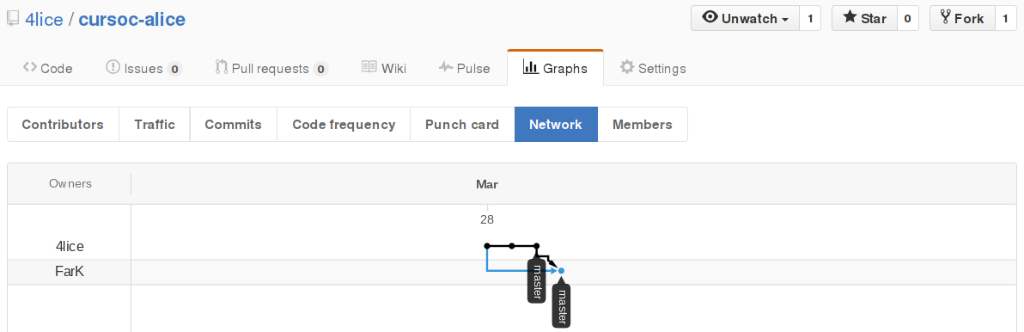 4lice / cursoc-alice
Unwatch 1 Star 0 Fork 1
Code Issues 0 Pull requests 0 Wiki Pulse Graphs Settings
Contributors Traffic Commits Code frequency Punch card Network Members
Owners Mar
28
4lice
FarK
master
master